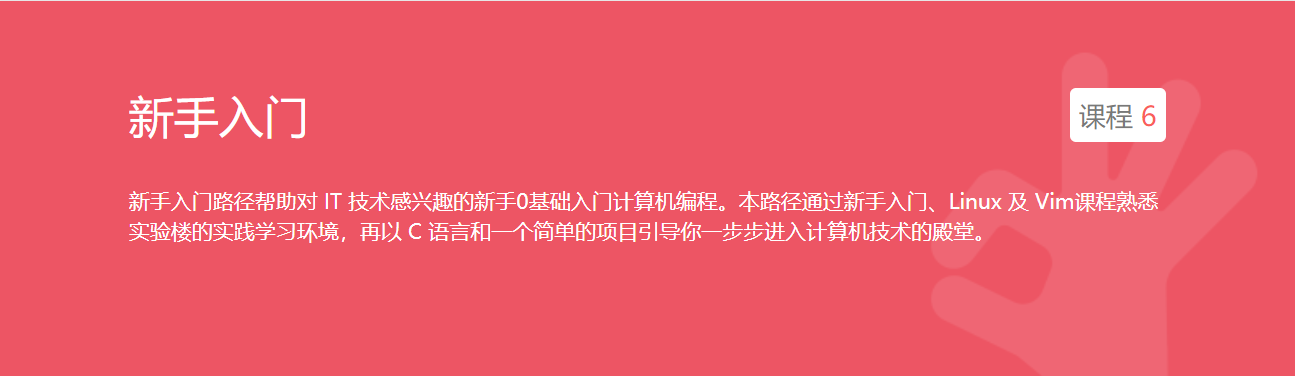 新手入门
课程 6
新手入门路径帮助对 IT 技术感兴趣的新手0基础入门计算机编程。本路径通过新手入门、Linux 及 Vim课程熟悉
实验楼的实践学习环境，再以 C 语言和一个简单的项目引导你一步步进入计算机技术的殿堂。